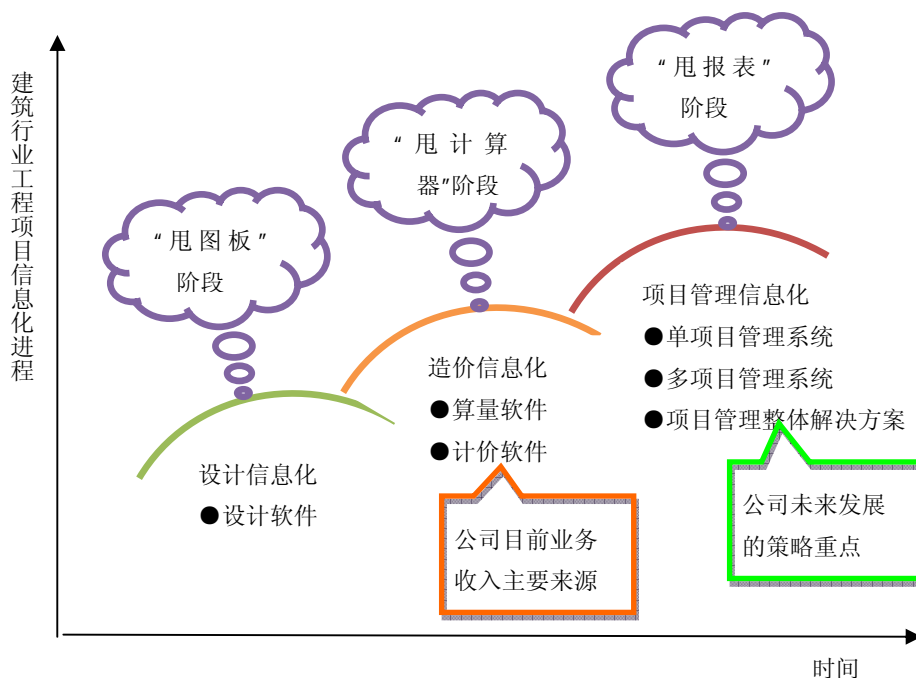 建筑行业工程项目信息化进程
“甩图板”
阶段
“甩计算
器”阶段
“甩报表”
阶段
设计信息化
●设计软件
造价信息化
●算量软件
●计价软件
项目管理信息化
●单项目管理系统
●多项目管理系统
●项目管理整体解决方案
公司目前业务
收入主要来源
公司未来发展
的策略重点
时间